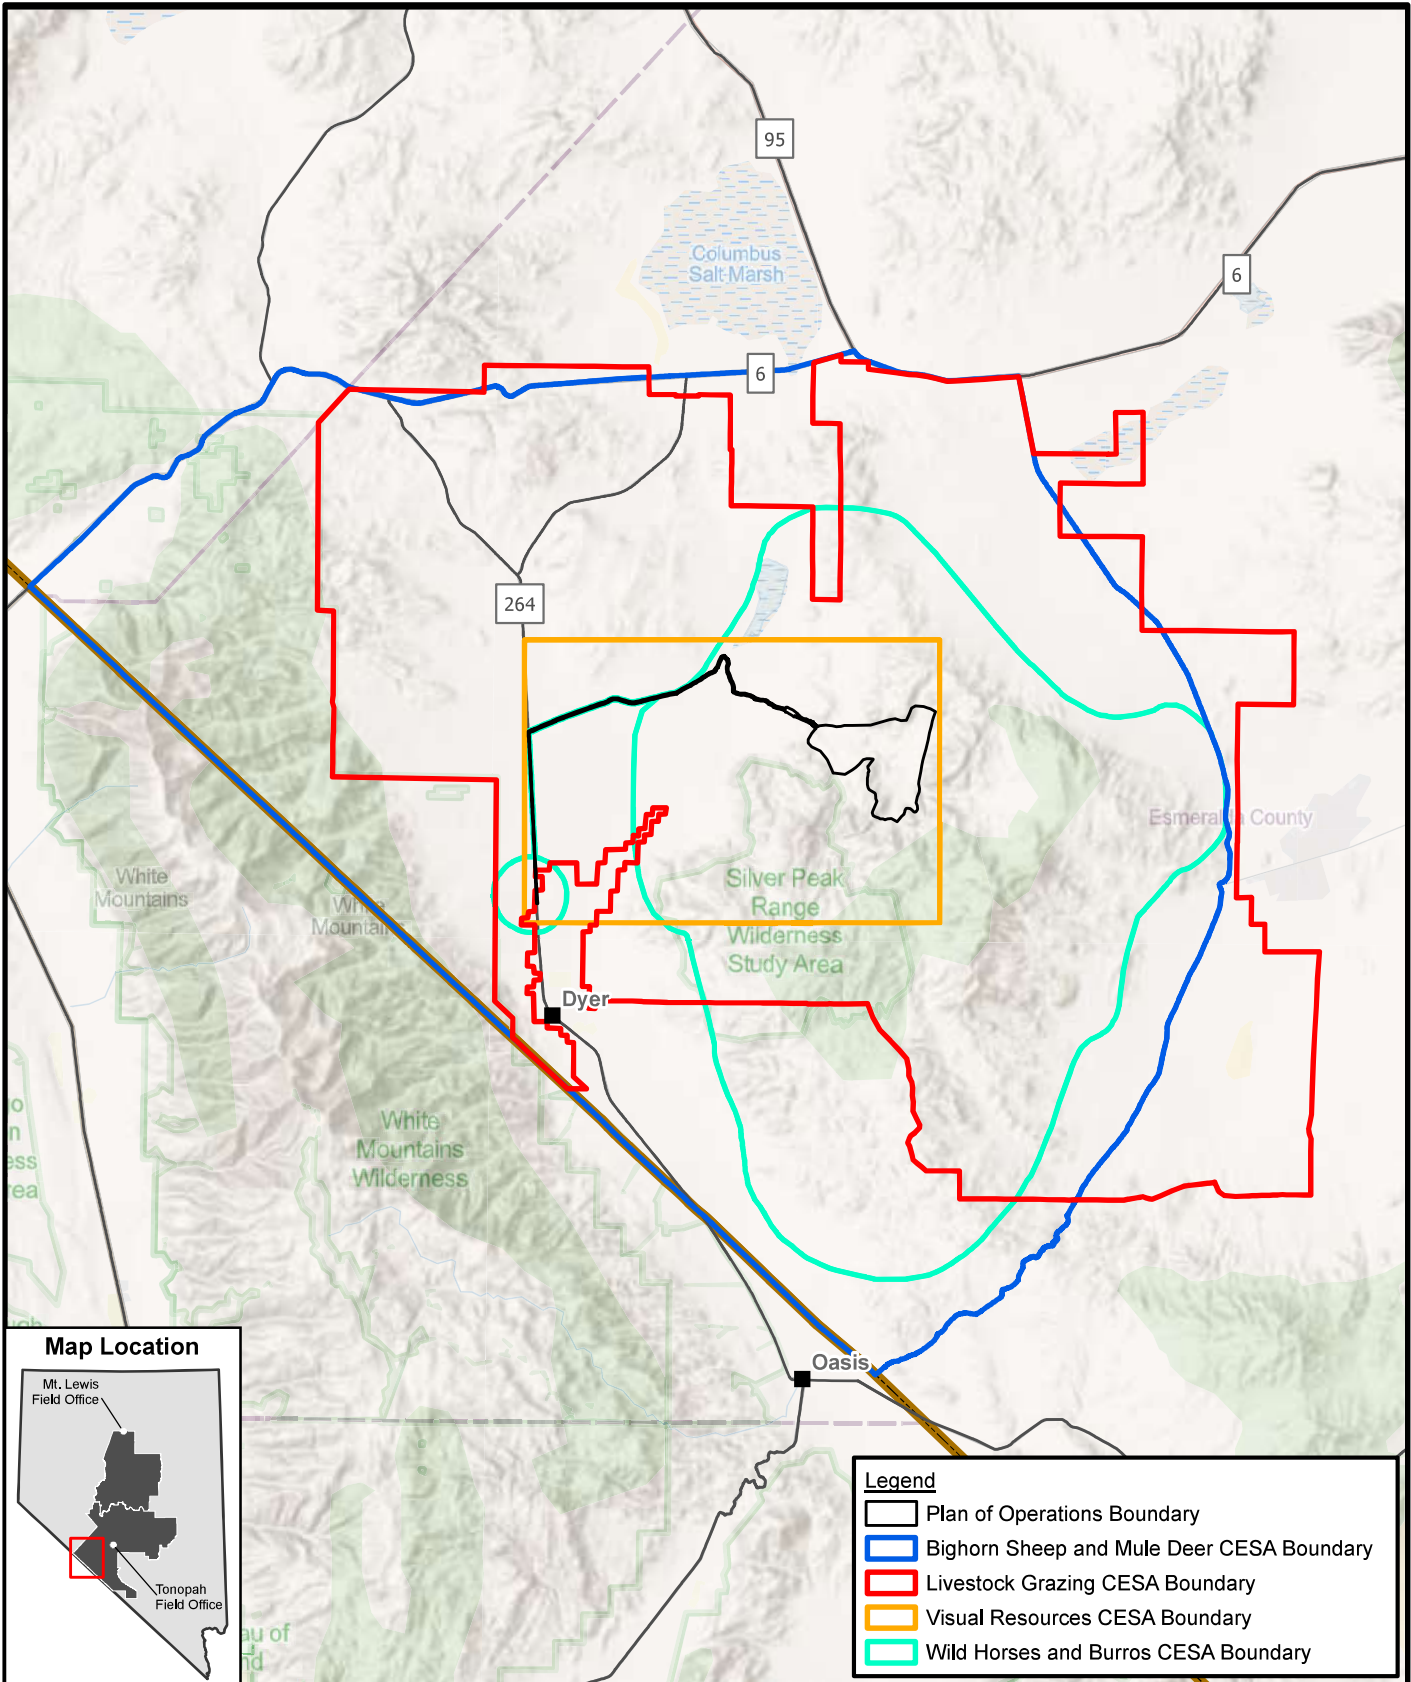 95
Columbus
Salt Marsh
6
6
264
Esmeralda County
White
Mountains
White
Mountains
Silver Peak
Range
Wilderness
Study Area
Dyer
White
Mountains
Wilderness
Oasis
Map Location
Mt. Lewis
Field Office
Tonopah
Field Office
au of
Legend
Plan of Operations Boundary
Bighorn Sheep and Mule Deer CESA Boundary
Livestock Grazing CESA Boundary
Visual Resources CESA Boundary
Wild Horses and Burros CESA Boundary